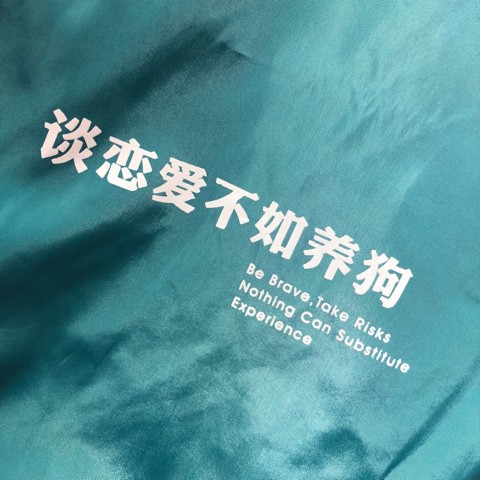 谈恋爱不如养狗
Be Brave,Take Risks
Nothing Can Substitute
Experience